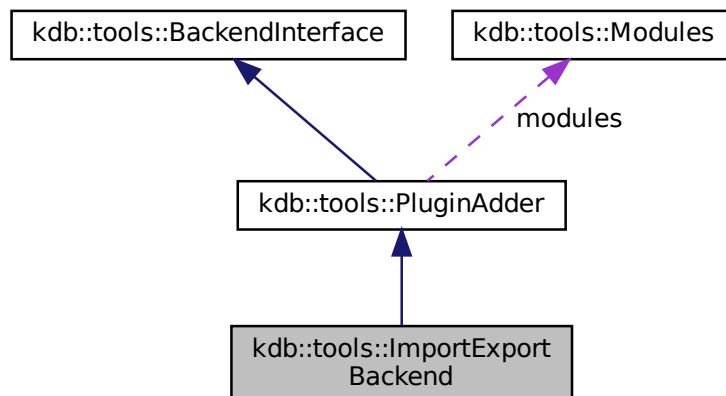 kdb::tools::BackendInterface
kdb::tools::Modules
modules
kdb::tools::PluginAdder
kdb::tools::ImportExport
Backend